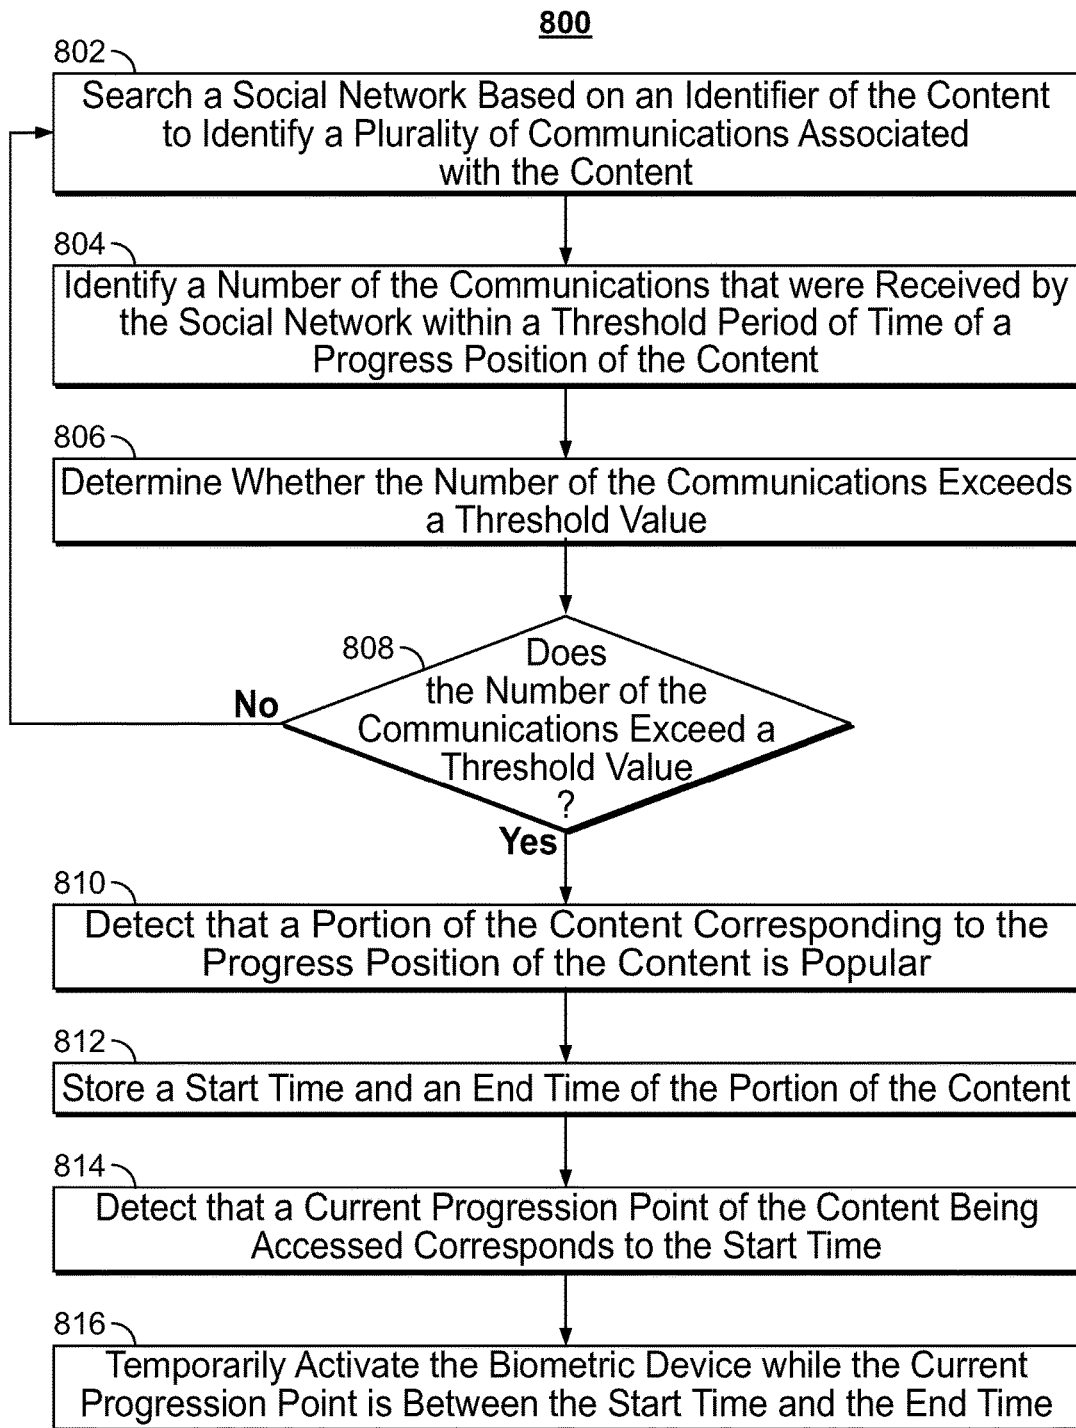 800
802
Search a Social Network Based on an Identifier of the Content
to Identify a Plurality of Communications Associated
with the Content
804
Identify a Number of the Communications that were Received by
the Social Network within a Threshold Period of Time of a
Progress Position of the Content
806
Determine Whether the Number of the Communications Exceeds
a Threshold Value
808
Does
the Number of the
Communications Exceed a
Threshold Value
?
No
Yes
810
Detect that a Portion of the Content Corresponding to the
Progress Position of the Content is Popular
812
Store a Start Time and an End Time of the Portion of the Content
814
Detect that a Current Progression Point of the Content Being
Accessed Corresponds to the Start Time
816
Temporarily Activate the Biometric Device while the Current
Progression Point is Between the Start Time and the End Time